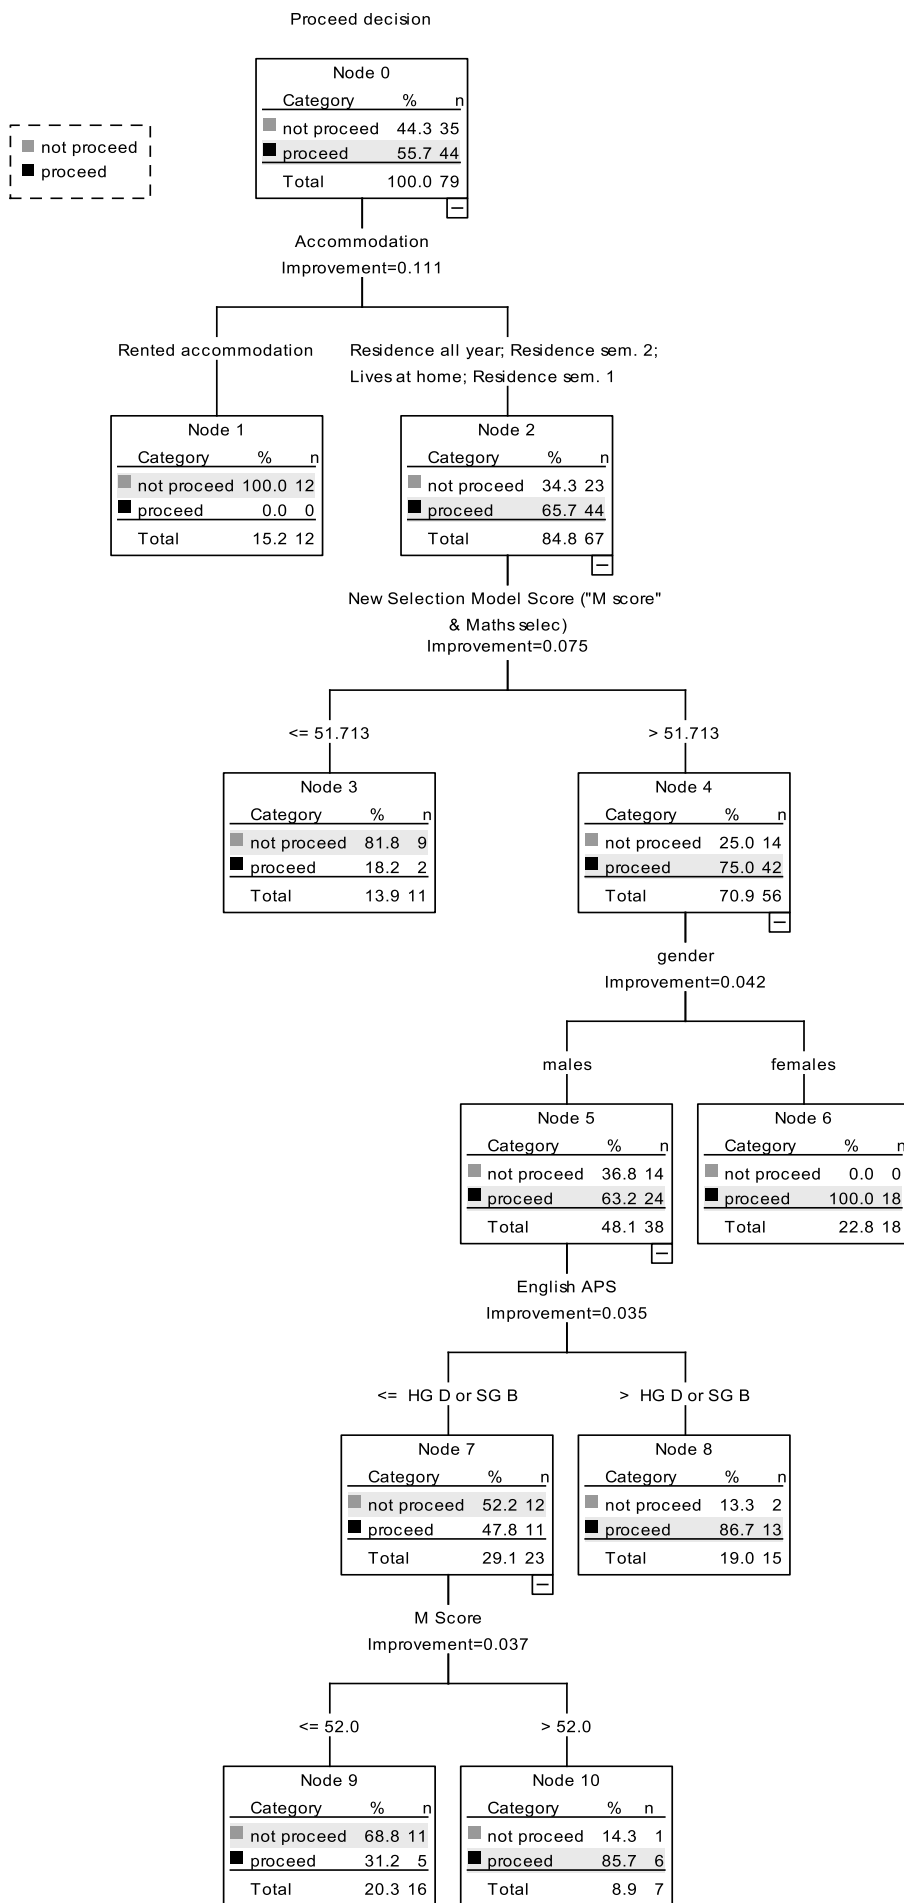 Proceed decision
Node 0
Category % n
not proceed 44.3 35
proceed 55.7 44
Total 100.0 79
not proceed
proceed
Accommodation
Improvement=0.111
Rented accommodation
Residence all year; Residence sem. 2;
Lives at home; Residence sem. 1
Node 1
Category % n
not proceed 100.0 12
proceed 0.0 0
Total 15.2 12
Node 2
Category % n
not proceed 34.3 23
proceed 65.7 44
Total 84.8 67
New Selection Model Score ("M score"
& Maths selec)
Improvement=0.075
<= 51.713
> 51.713
Node 3
Category % n
not proceed 81.8 9
proceed 18.2 2
Total 13.9 11
Node 4
Category % n
not proceed 25.0 14
proceed 75.0 42
Total 70.9 56
gender
Improvement=0.042
males
females
Node 5
Category % n
not proceed 36.8 14
proceed 63.2 24
Total 48.1 38
Node 6
Category % n
not proceed 0.0 0
proceed 100.0 18
Total 22.8 18
English APS
Improvement=0.035
<= HG D or SG B
> HG D or SG B
Node 7
Category % n
not proceed 52.2 12
proceed 47.8 11
Total 29.1 23
Node 8
Category % n
not proceed 13.3 2
proceed 86.7 13
Total 19.0 15
M Score
Improvement=0.037
<= 52.0
> 52.0
Node 9
Category % n
not proceed 68.8 11
proceed 31.2 5
Total 20.3 16
Node 10
Category % n
not proceed 14.3 1
proceed 85.7 6
Total 8.9 7